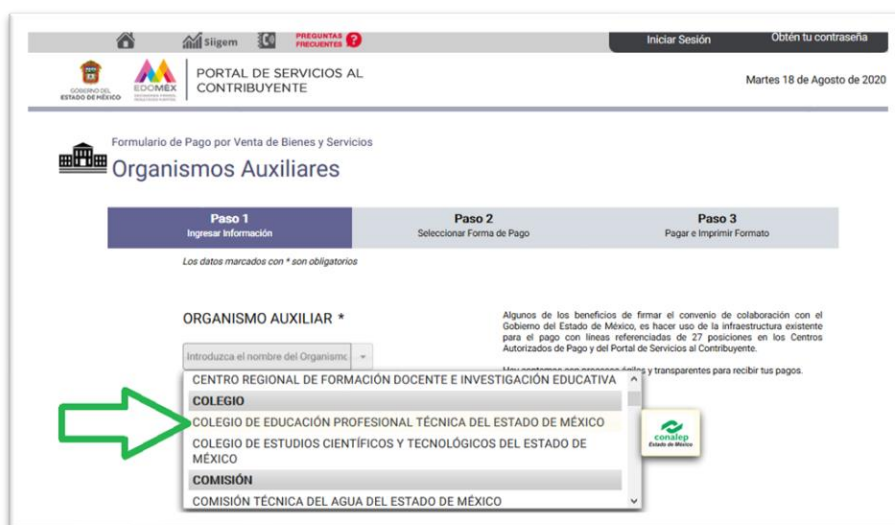 siigem
PREGUNTAS
FRECUENTES ?
Iniciar Sesión
Obtén tu contraseña
GOBIERNO DEL
ESTADO DE MÉXICO
EDOMÉX
PORTAL DE SERVICIOS AL
CONTRIBUYENTE
Martes 18 de Agosto de 2020
Formulario de Pago por Venta de Bienes y Servicios
Organismos Auxiliares
Paso 1
Ingresar Información
Paso 2
Seleccionar Forma de Pago
Paso 3
Pagar e Imprimir Formato
Los datos marcados con * son obligatorios
ORGANISMO AUXILIAR *
Introduzca el nombre del Organismo
Algunos de los beneficios de firmar el convenio de colaboración con el
Gobierno del Estado de México, es hacer uso de la infraestructura existente
para el pago con líneas referenciadas de 27 posiciones en los Centros
Autorizados de Pago y del Portal de Servicios al Contribuyente.
y transparentes para recibir tus pagos.
CENTRO REGIONAL DE FORMACIÓN DOCENTE E INVESTIGACIÓN EDUCATIVA
COLEGIO
COLEGIO DE EDUCACIÓN PROFESIONAL TÉCNICA DEL ESTADO DE MÉXICO
COLEGIO DE ESTUDIOS CIENTÍFICOS Y TECNOLÓGICOS DEL ESTADO DE
MÉXICO
COMISIÓN
COMISIÓN TÉCNICA DEL AGUA DEL ESTADO DE MÉXICO
conalep
Estado de México